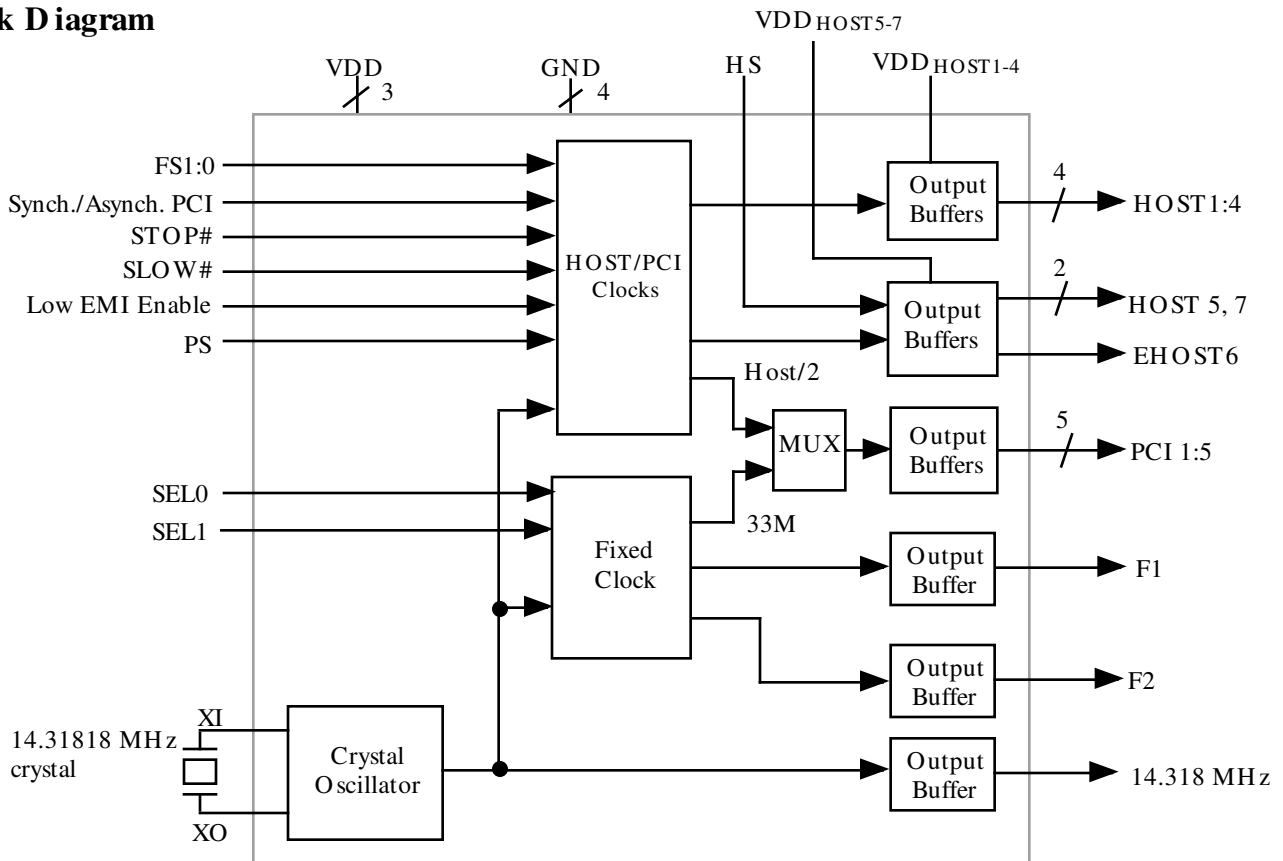 k Diagram
VDD HOST5-7
VDD
3
GND
4
HS
VDD HOST1-4
FS1:0
Synch./Asynch. PCI
STOP#
SLOW#
Low EMI Enable
PS
HOST/PCI
Clocks
Output
Buffers
4
HOST1:4
Output
Buffers
2
HOST 5, 7
EHOST6
Host/2
MUX
Output
Buffers
5
PCI 1:5
SEL0
SEL1
33M
Fixed
Clock
Output
Buffer
F1
Output
Buffer
F2
14.31818 MHz
crystal
XI
XO
Crystal
Oscillator
Output
Buffer
14.318 MHz